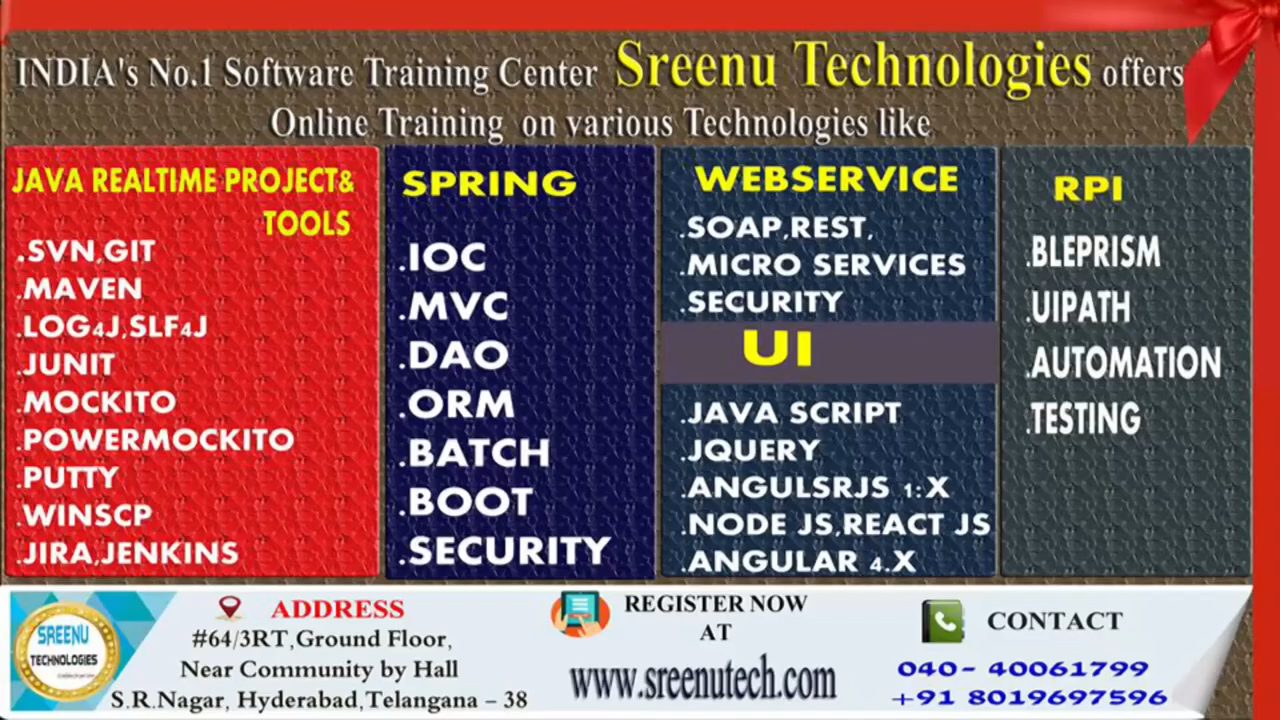 INDIA's No.1 Software Training Center Sreenu Technologies offers
Online Training on various Technologies like
JAVA REALTIME PROJECT&
TOOLS
.SVN,GIT
.MAVEN
.LOG4J,SLF4J
.JUNIT
.MOCKITO
.POWERMOCKITO
.PUTTY
.WINSCP
.JIRA,JENKINS
SPRING
.IOC
.MVC
.DAO
.ORM
.BATCH
.BOOT
.SECURITY
WEBSERVICE
.SOAP,REST,
.MICRO SERVICES
.SECURITY
UI
.JAVA SCRIPT
.JQUERY
.ANGULSRJS 1:X
.NODE JS,REACT JS
.ANGULAR 4.X
RPI
.BLEPRISM
.UIPATH
.AUTOMATION
.TESTING
SREENU
TECHNOLOGIES
ADDRESS
#64/3RT,Ground Floor,
Near Community by Hall
S.R.Nagar, Hyderabad,Telangana – 38
REGISTER NOW
AT
www.sreenutech.com
CONTACT
040- 40061799
+91 8019697596